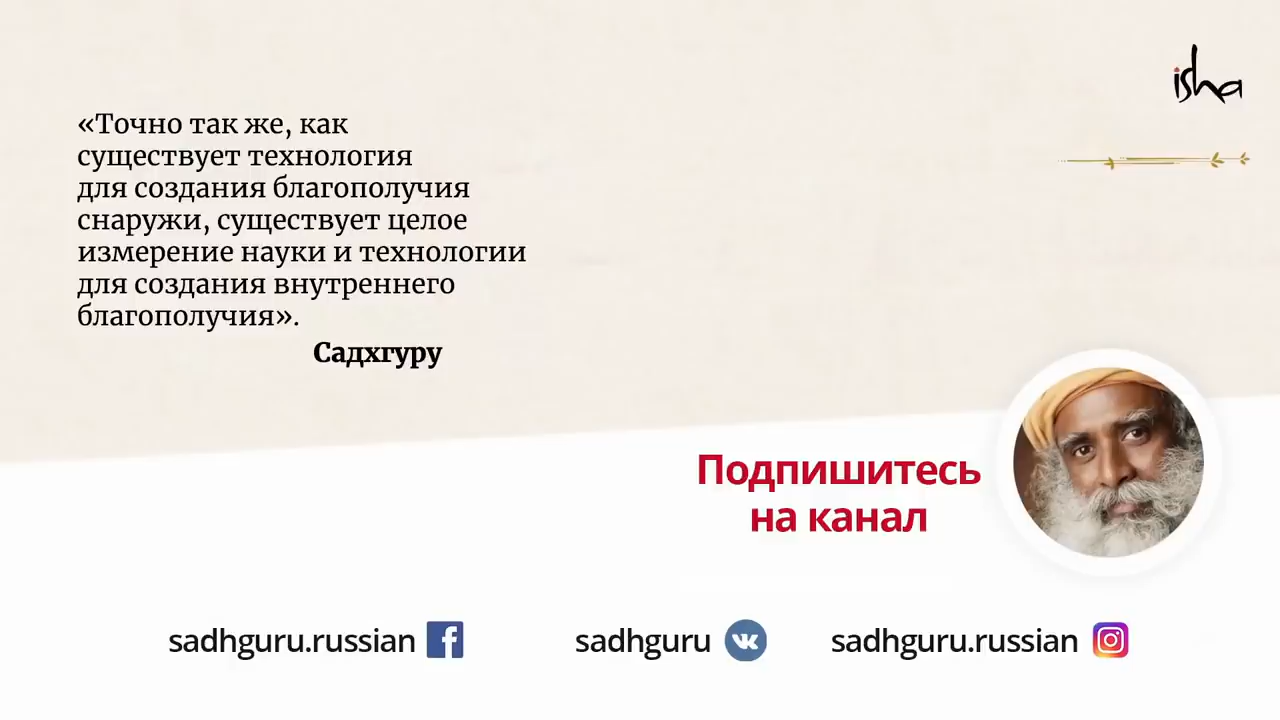 isha
«Точно так же, как
существует технология
для создания благополучия
снаружи, существует целое
измерение науки и технологии
для создания внутреннего
благополучия».
Садхгуру
Подпишитесь
на канал
sadhguru.russian
sadhguru
sadhguru.russian